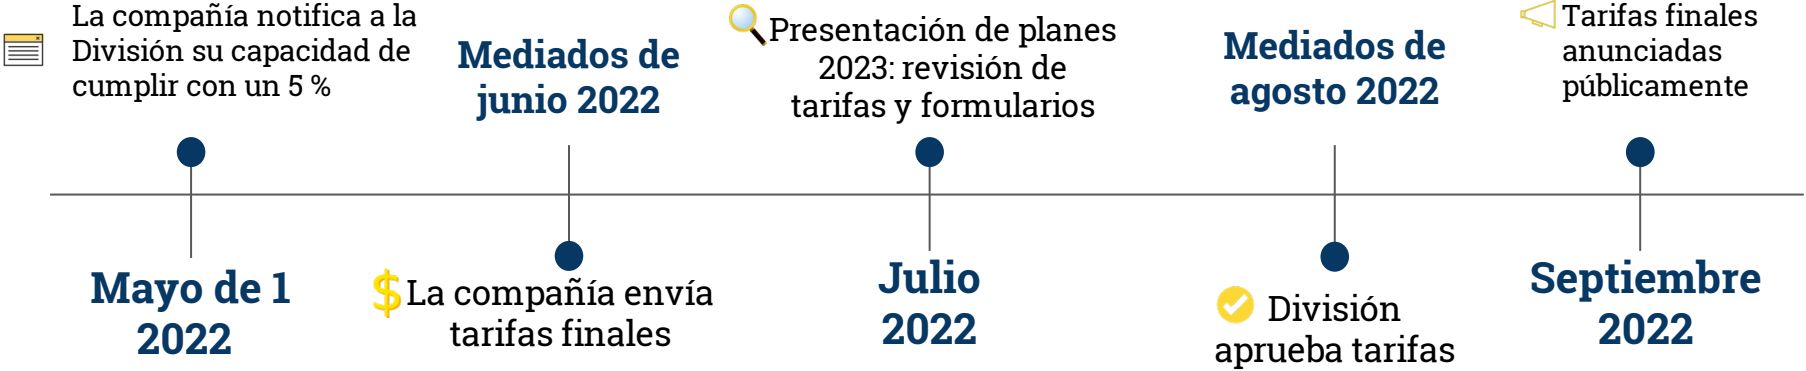 La compañía notifica a la
División su capacidad de
cumplir con un 5 %
Mayo de 1
2022
Mediados de
junio 2022
$ La compañía envía
tarifas finales
Presentación de planes
2023: revisión de
tarifas y formularios
Julio
2022
Mediados de
agosto 2022
División
aprueba tarifas
Tarifas finales
anunciadas
públicamente
Septiembre
2022